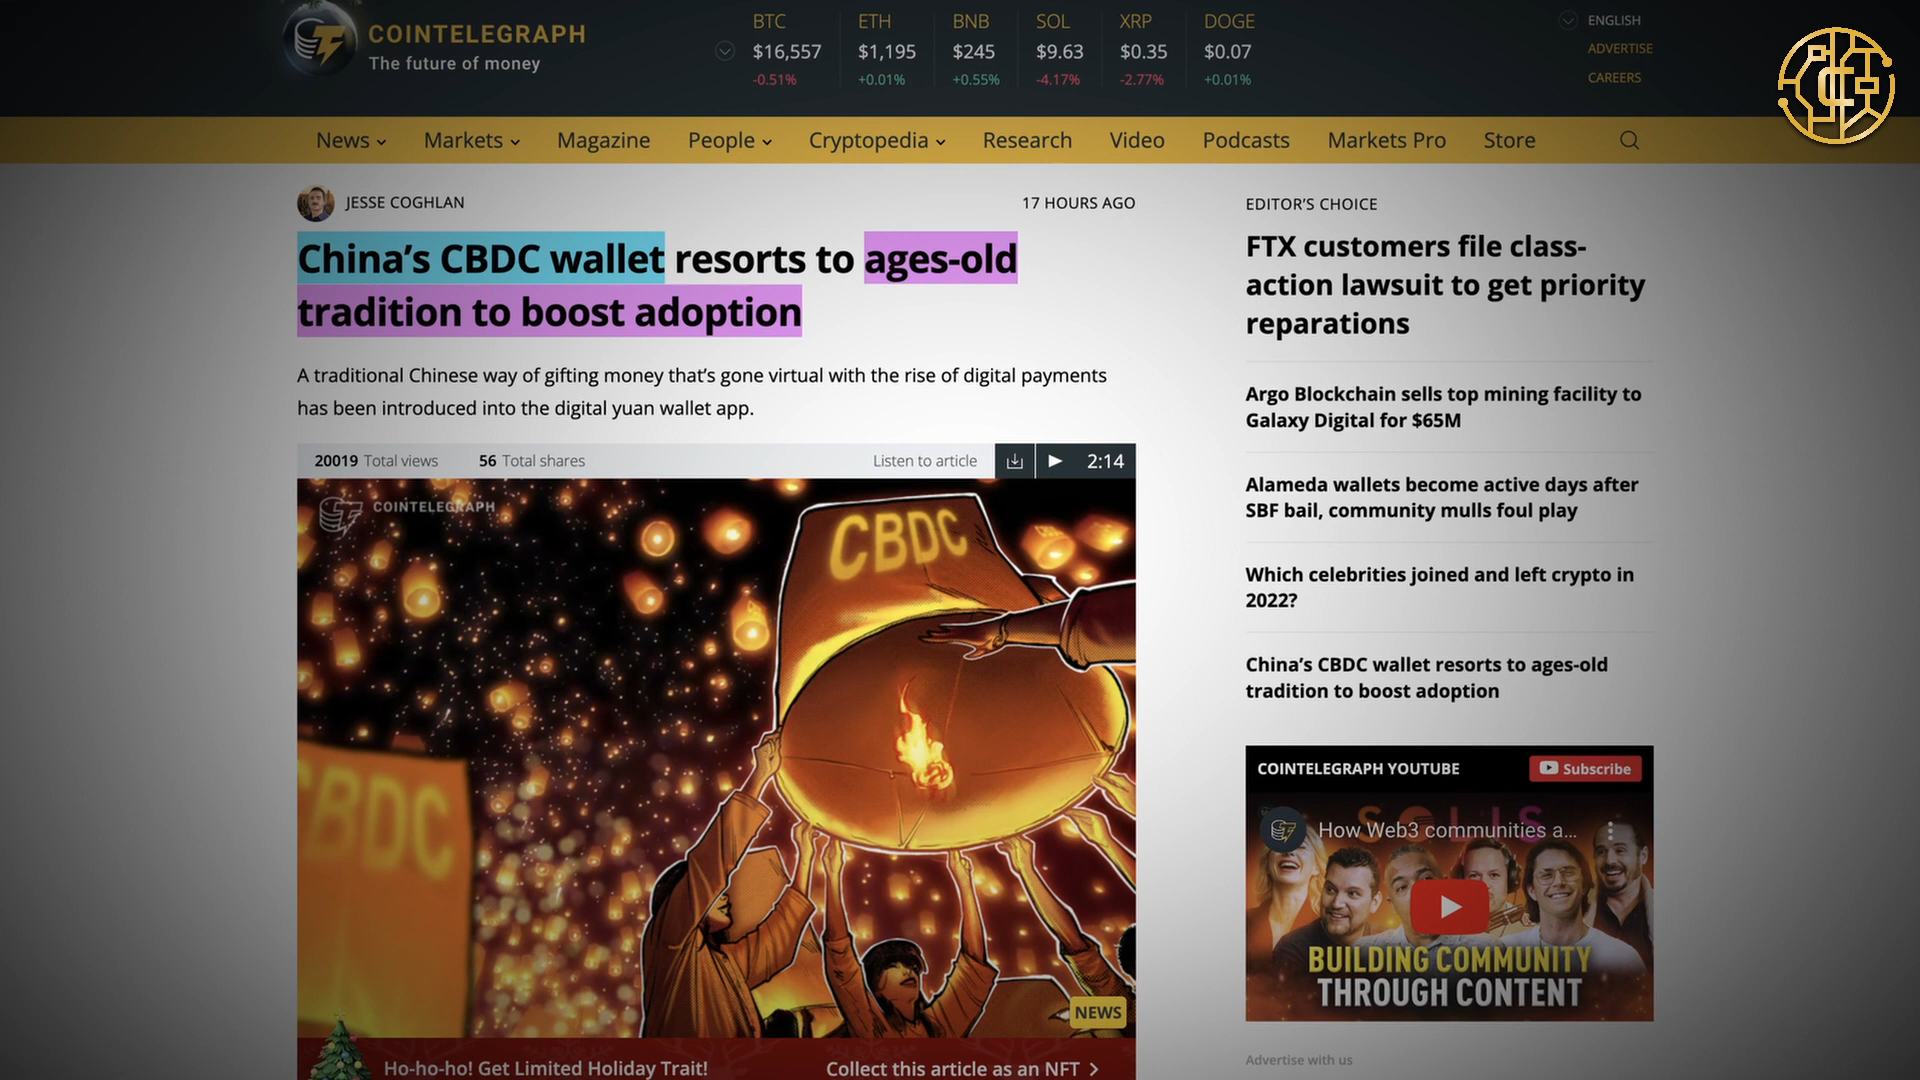 COINTELEGRAPH
The future of money
BTC
$16,557
-0.51%
ETH
$1,195
+0.01%
BNB
$245
+0.55%
SOL
$9.63
-4.17%
XRP
$0.35
-2.77%
DOGE
$0.07
+0.01%
ENGLISH
ADVERTISE
CAREERS
News Markets Magazine People Cryptopedia Research Video Podcasts Markets Pro Store
JESSE COGHLAN
17 HOURS AGO
China’s CBDC wallet resorts to ages-old
tradition to boost adoption
A traditional Chinese way of gifting money that’s gone virtual with the rise of digital payments
has been introduced into the digital yuan wallet app.
20019 Total views 56 Total shares Listen to article 2:14
COINTELEGRAPH
CBDC
CBDC
NEWS
Ho-ho-ho! Get Limited Holiday Trait! Collect this article as an NFT >
EDITOR’S CHOICE
FTX customers file class-
action lawsuit to get priority
reparations
Argo Blockchain sells top mining facility to
Galaxy Digital for $65M
Alameda wallets become active days after
SBF bail, community mulls foul play
Which celebrities joined and left crypto in
2022?
China’s CBDC wallet resorts to ages-old
tradition to boost adoption
COINTELEGRAPH YOUTUBE
Subscribe
How Web3 communities a...
BUILDING COMMUNITY
THROUGH CONTENT
Advertise with us